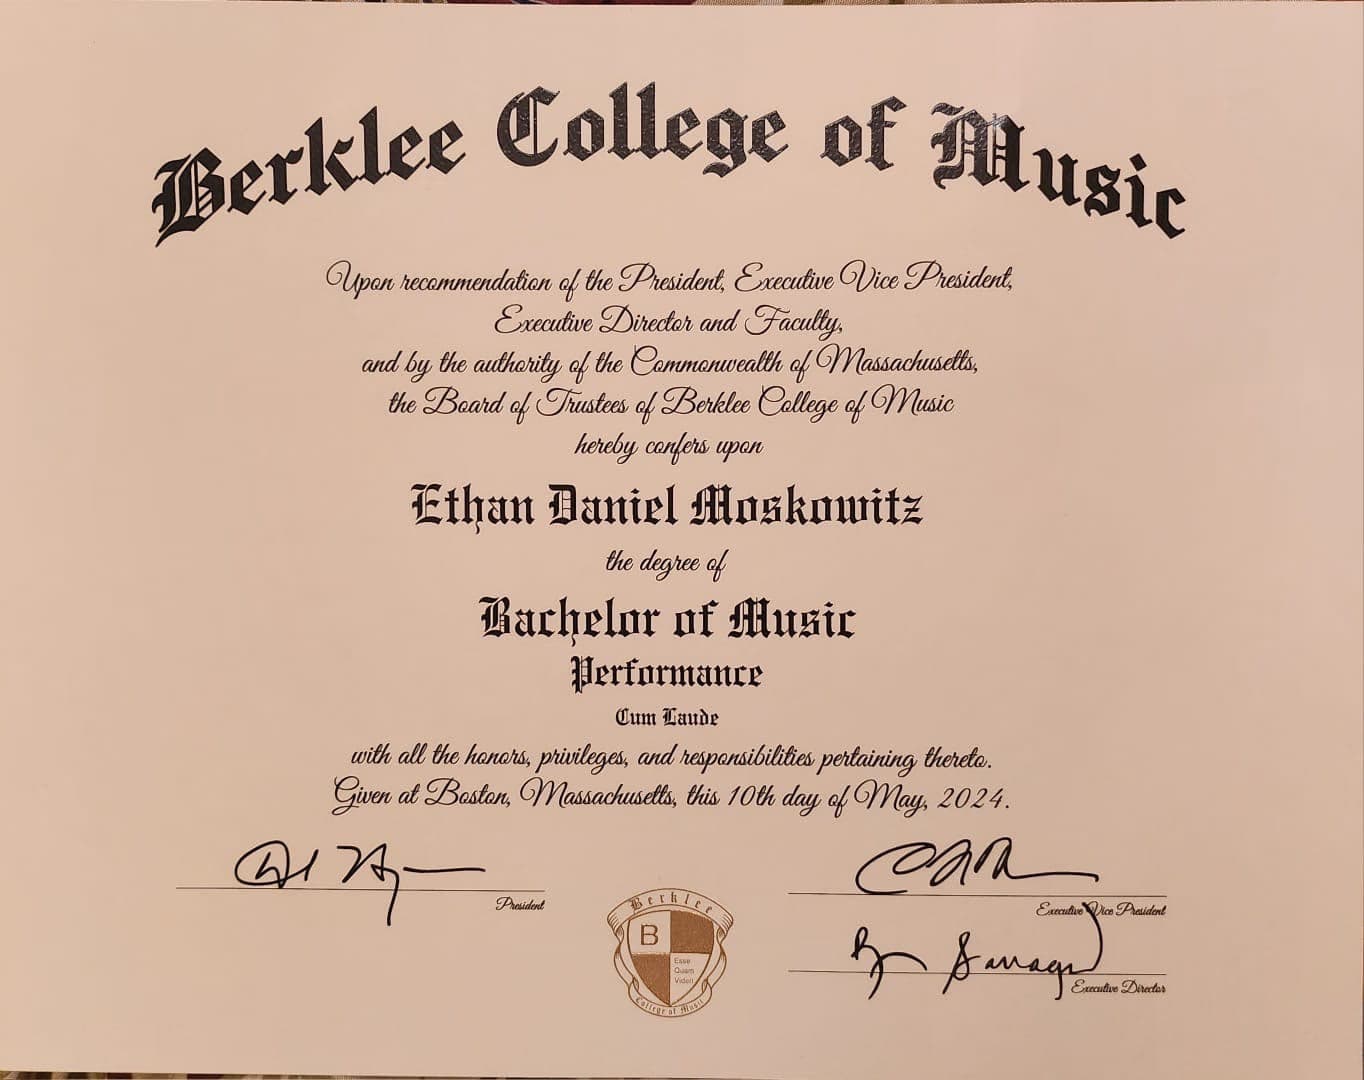 Berklee College of Music
Upon recommendation of the President, Executive Vice President,
Executive Director and Faculty,
and by the authority of the Commonwealth of Massachusetts,
the Board of Trustees of Berklee College of Music
hereby confers upon
Ethan Daniel Moskowitz
the degree of
Bachelor of Music
Performance
Cum Laude
with all the honors, privileges, and responsibilities pertaining thereto.
Given at Boston, Massachusetts, this 10th day of May, 2024.
President
Executive Vice President
Executive Director
Berklee
B
Esse
Quam
Videri
College of Music